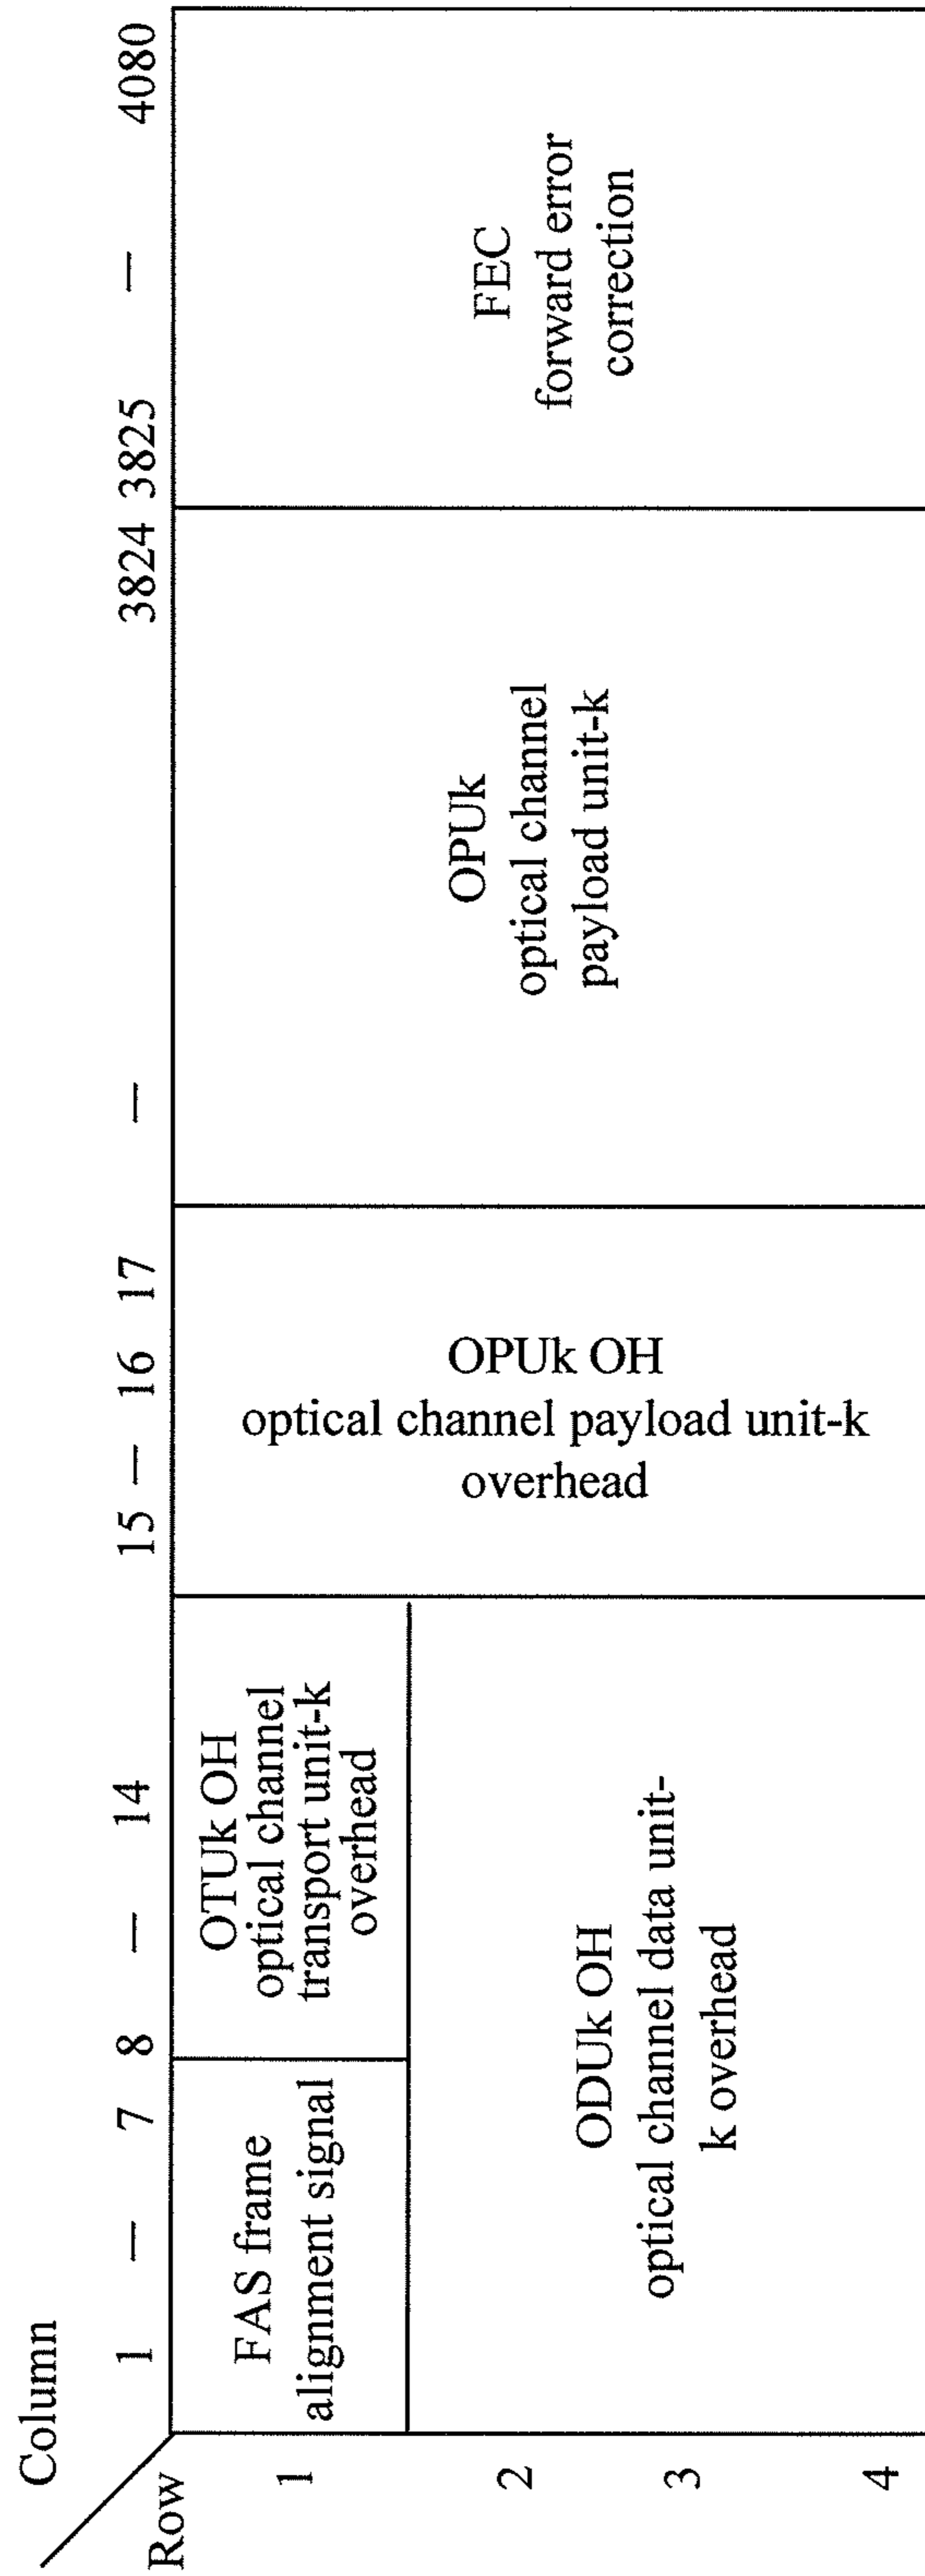 Column
Row
1 — 7 8 — 14 15 — 16 17 — 3824 3825 — 4080
1
2
3
4
FAS frame
alignment signal
OTUk OH
optical channel
transport unit-k
overhead
ODUk OH
optical channel data unit-
k overhead
OPUk OH
optical channel payload unit-k
overhead
OPUk
optical channel
payload unit-k
FEC
forward error
correction